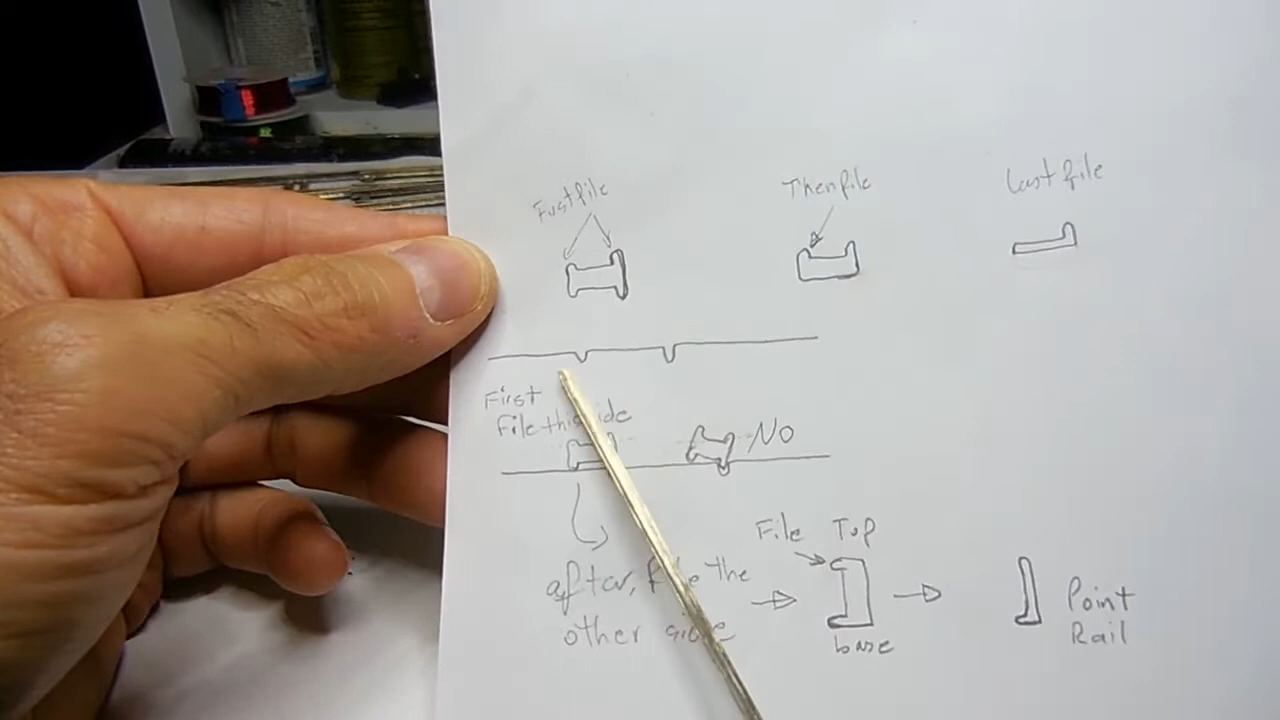 First file
Then file
Last file
First
File this side
No
File Top
after, file the
other side
base
Point
Rail